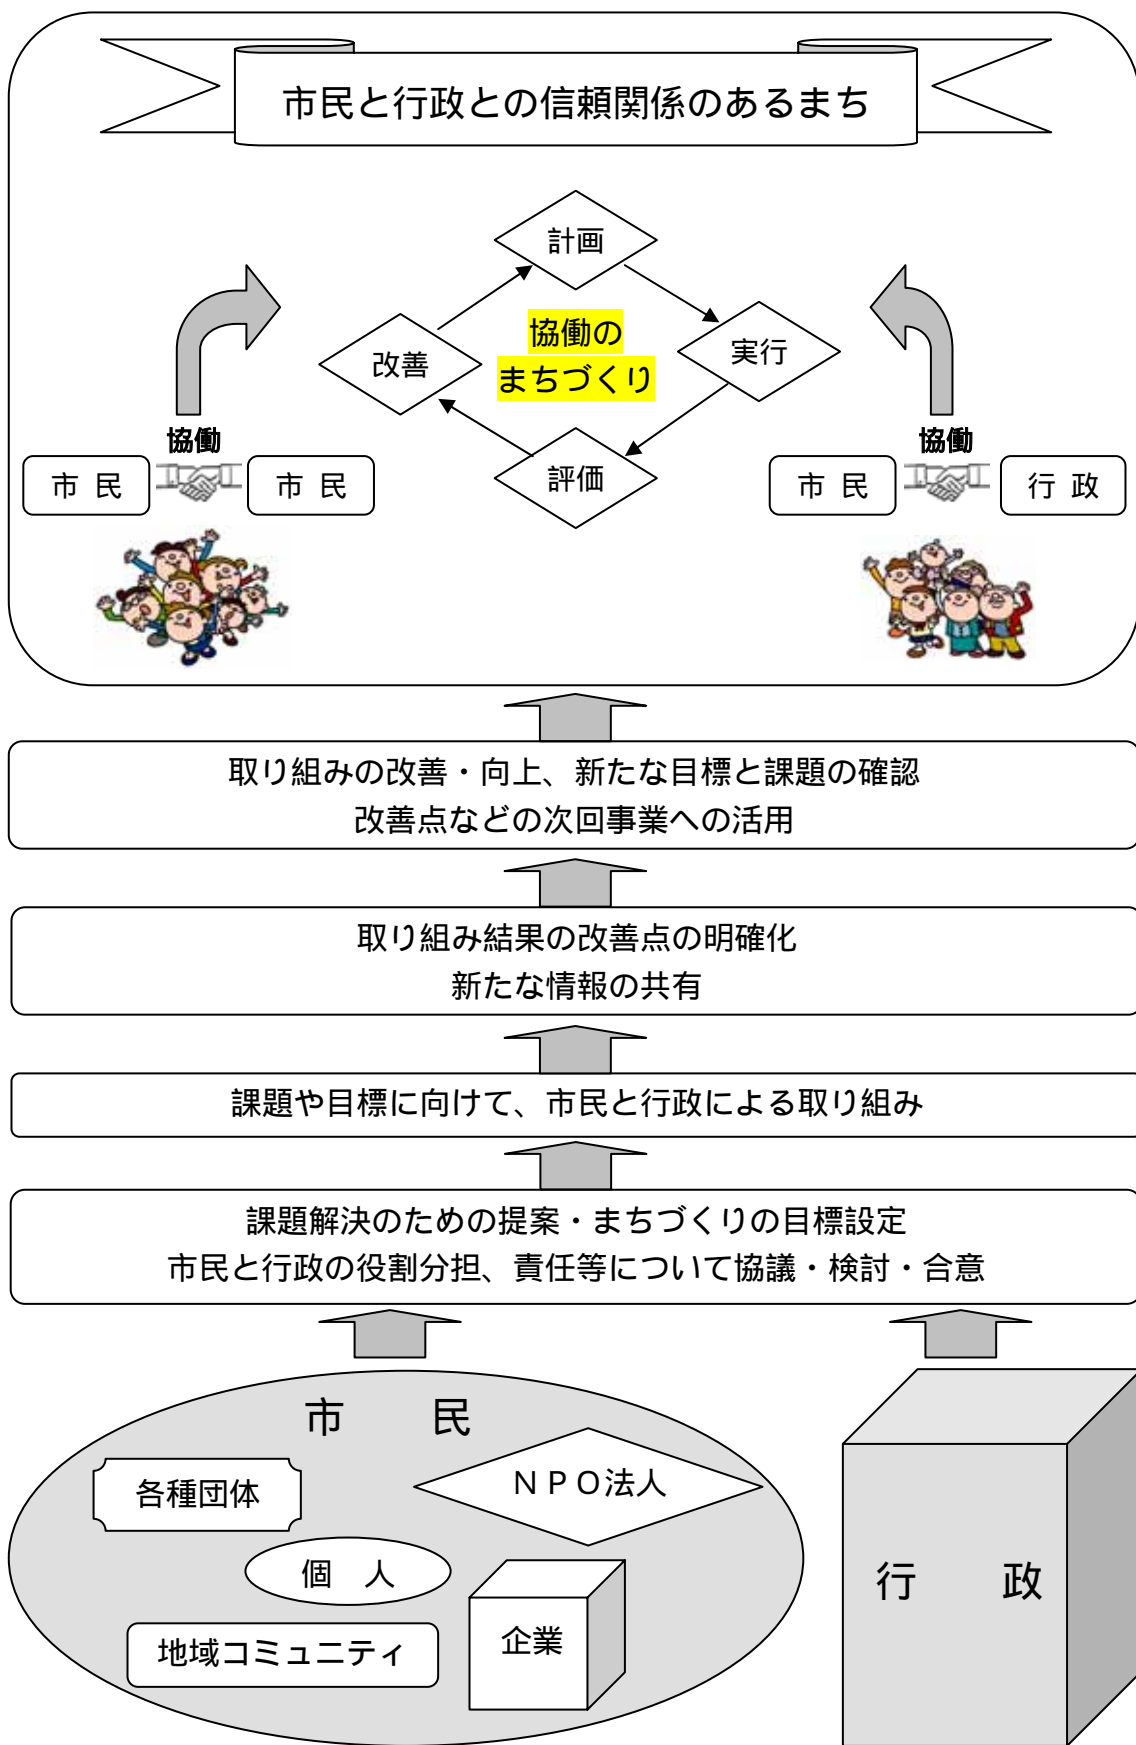 市民と行政との信頼関係のあるまち
計画
協働の
まちづくり
改善
実行
評価
協働
市 民
市 民
協働
市 民
行 政
取り組みの改善・向上、新たな目標と課題の確認
改善点などの次回事業への活用
取り組み結果の改善点の明確化
新たな情報の共有
課題や目標に向けて、市民と行政による取り組み
課題解決のための提案・まちづくりの目標設定
市民と行政の役割分担、責任等について協議・検討・合意
市　民
各種団体
ＮＰＯ法人
個　人
地域コミュニティ
企業
行　政